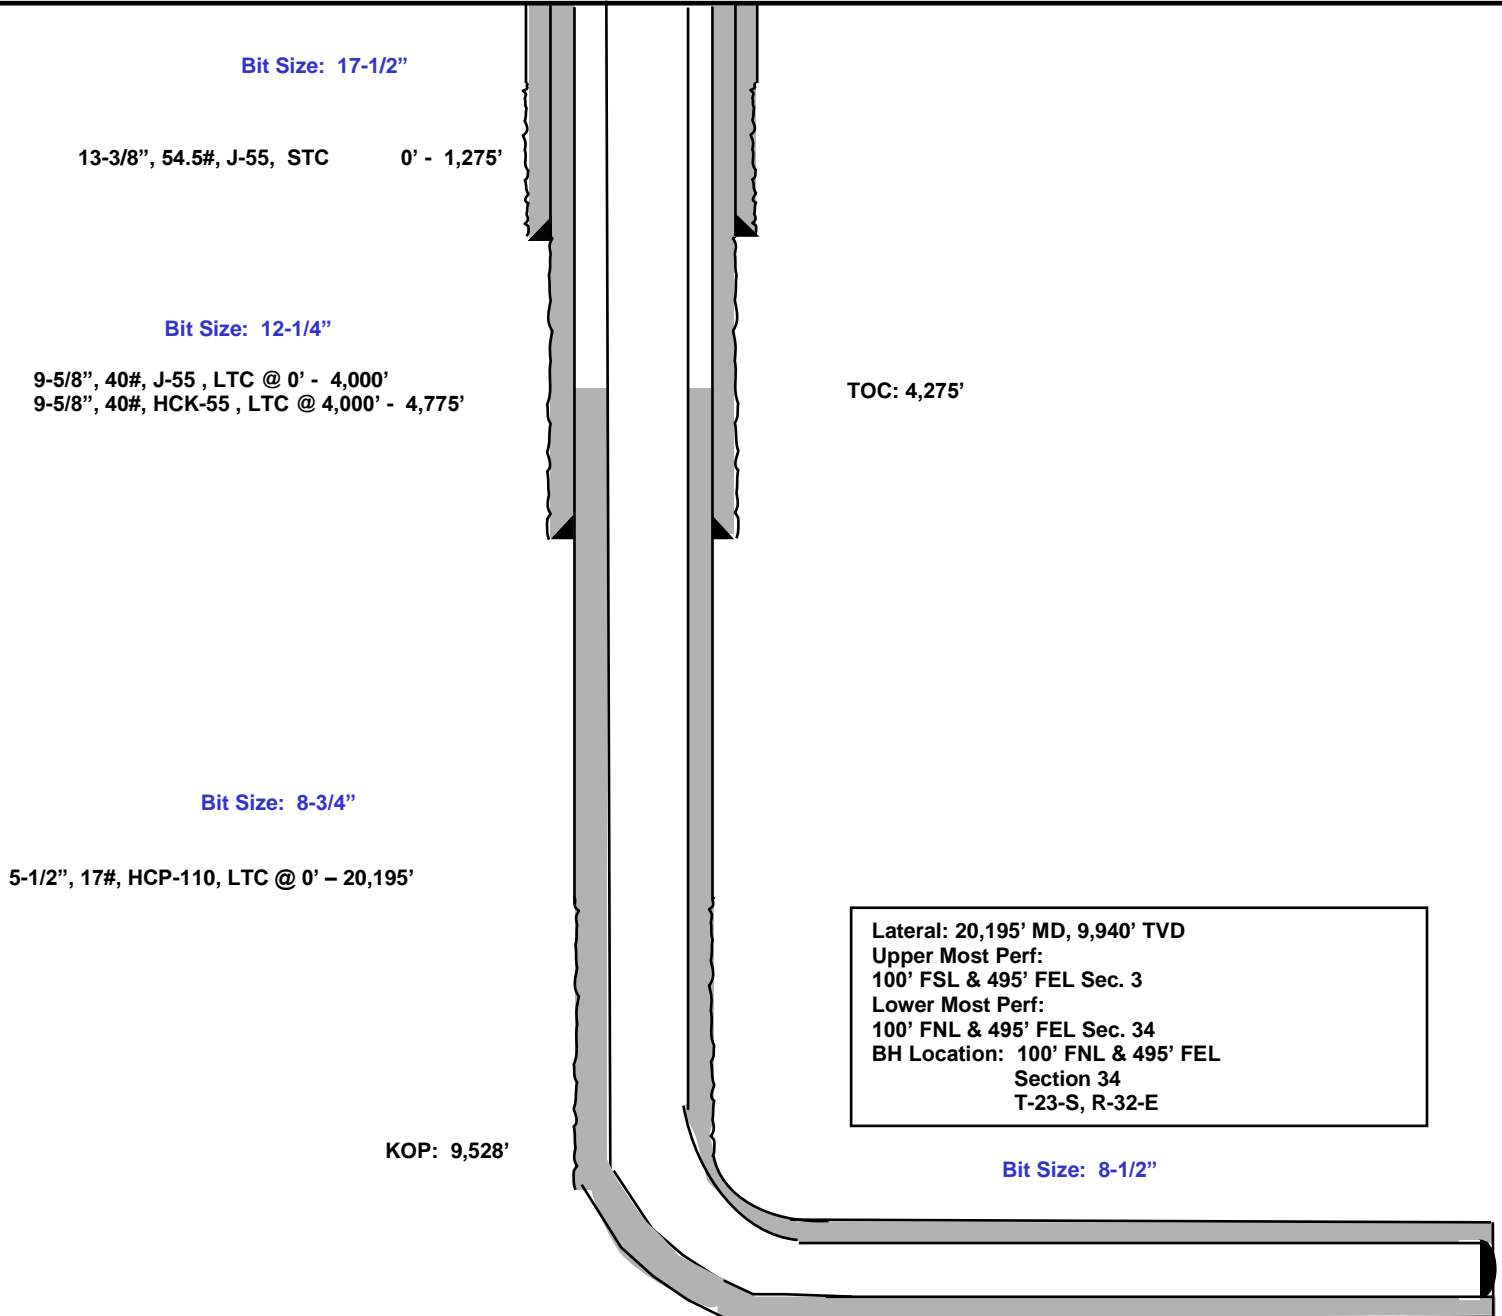 Bit Size: 17-1/2”
13-3/8”, 54.5#, J-55, STC 0’ - 1,275’
Bit Size: 12-1/4”
9-5/8”, 40#, J-55 , LTC @ 0’ - 4,000’
9-5/8”, 40#, HCK-55 , LTC @ 4,000’ - 4,775’
TOC: 4,275’
Bit Size: 8-3/4”
5-1/2”, 17#, HCP-110, LTC @ 0’ – 20,195’
Lateral: 20,195’ MD, 9,940’ TVD
Upper Most Perf:
100’ FSL & 495’ FEL Sec. 3
Lower Most Perf:
100’ FNL & 495’ FEL Sec. 34
BH Location: 100’ FNL & 495’ FEL
Section 34
T-23-S, R-32-E
KOP: 9,528’
Bit Size: 8-1/2”